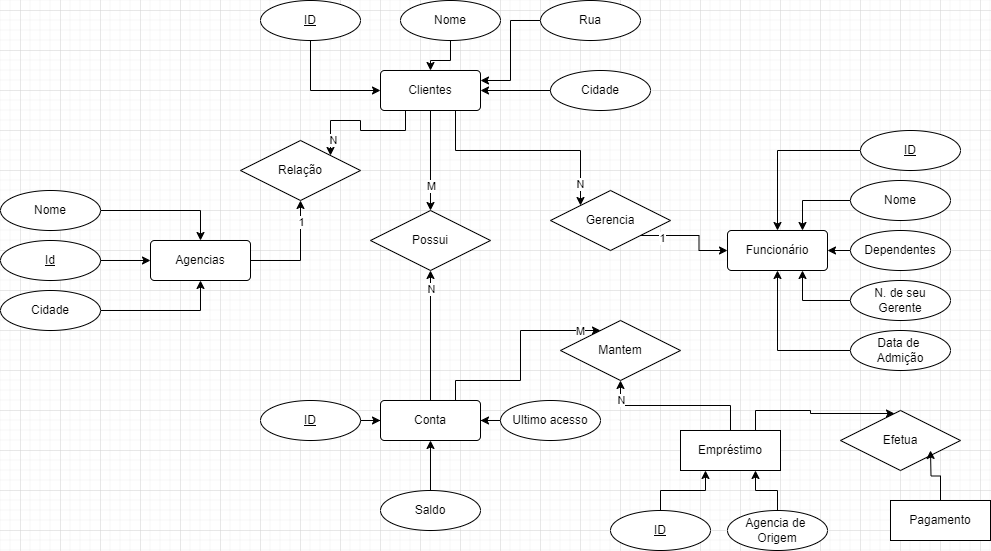 ID
Nome
Rua
Clientes
Cidade
N
Relação
M
N
ID
Nome
Gerencia
Nome
1
Possui
1
Funcionário
Dependentes
Id
Agencias
N
N. de seu
Gerente
Cidade
M
Mantem
Data de
Admição
N
ID
Conta
Ultimo acesso
Empréstimo
Efetua
Saldo
ID
Agencia de
Origem
Pagamento